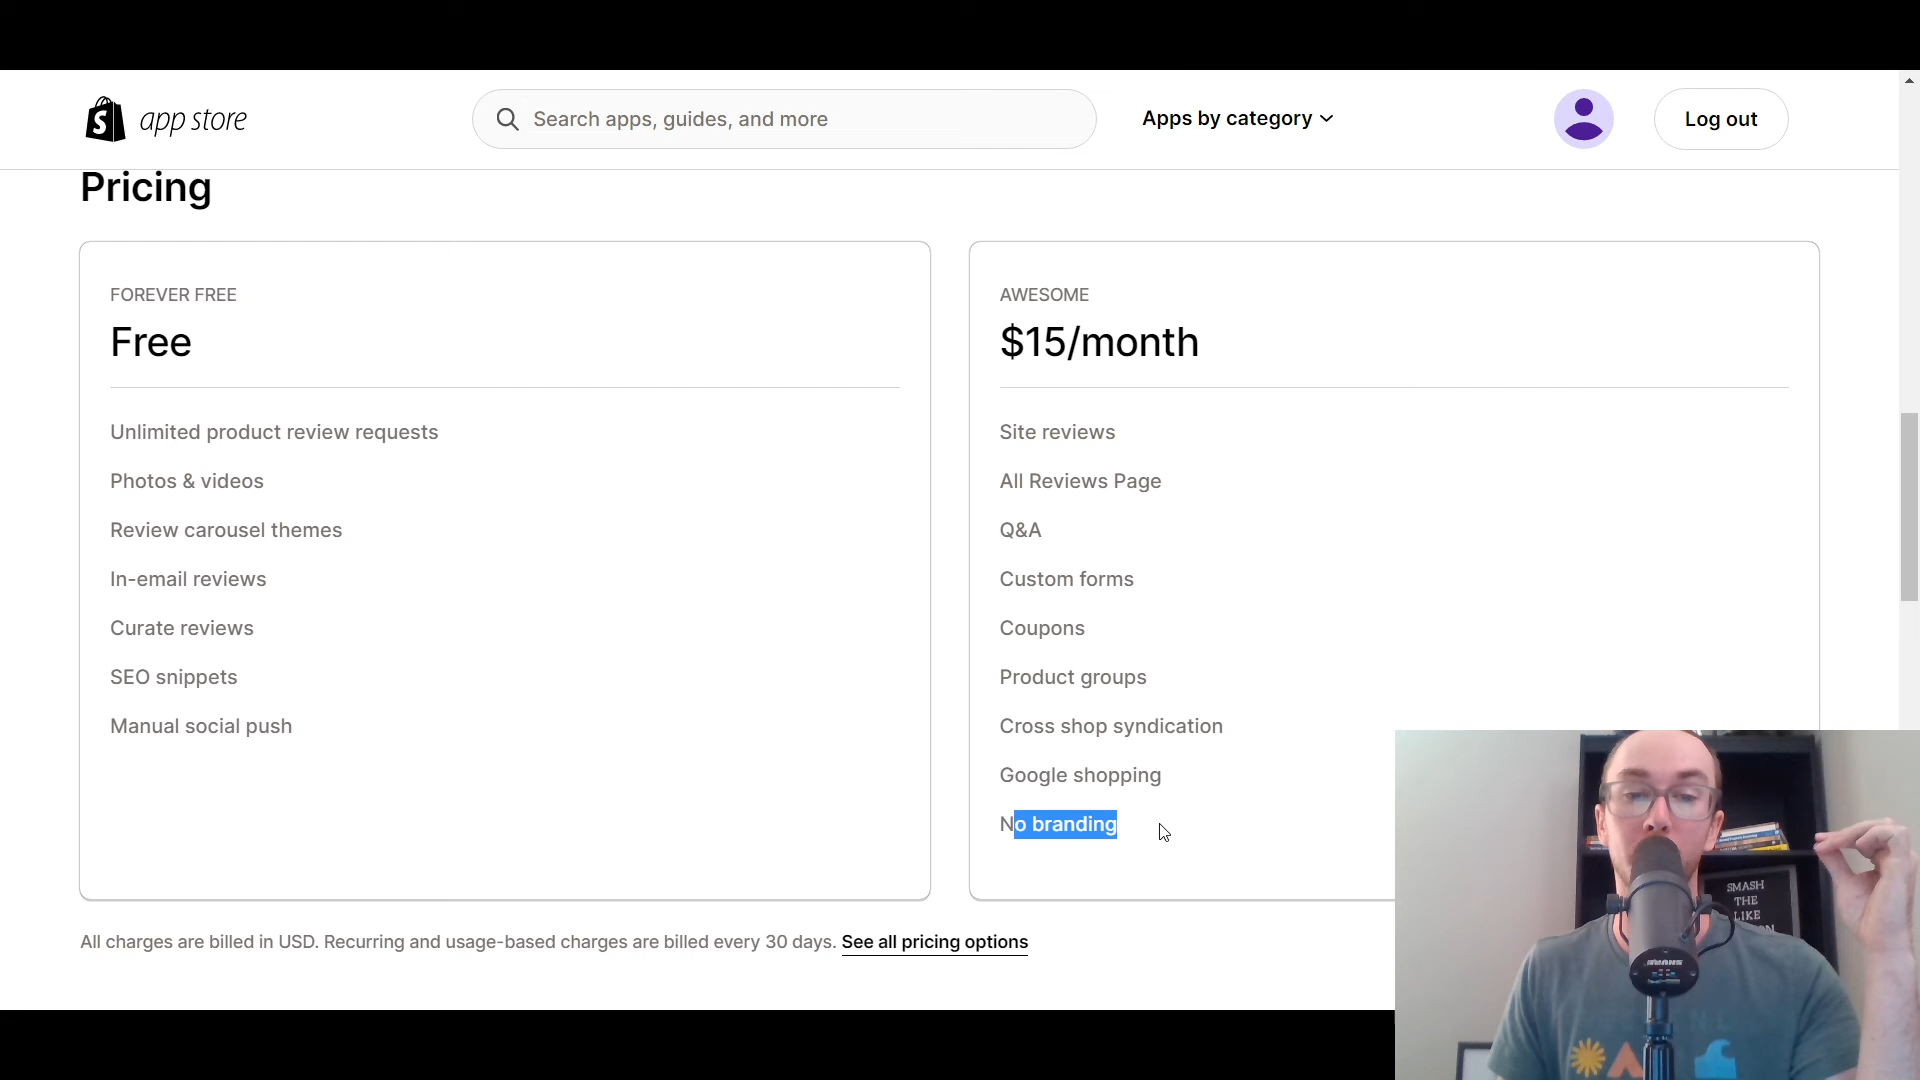 app store
Search apps, guides, and more
Apps by category
Log out
Pricing
FOREVER FREE
Free
Unlimited product review requests
Photos & videos
Review carousel themes
In-email reviews
Curate reviews
SEO snippets
Manual social push
AWESOME
$15/month
Site reviews
All Reviews Page
Q&A
Custom forms
Coupons
Product groups
Cross shop syndication
Google shopping
No branding
All charges are billed in USD. Recurring and usage-based charges are billed every 30 days. See all pricing options
SMASH
THE
LIKE
SHURE